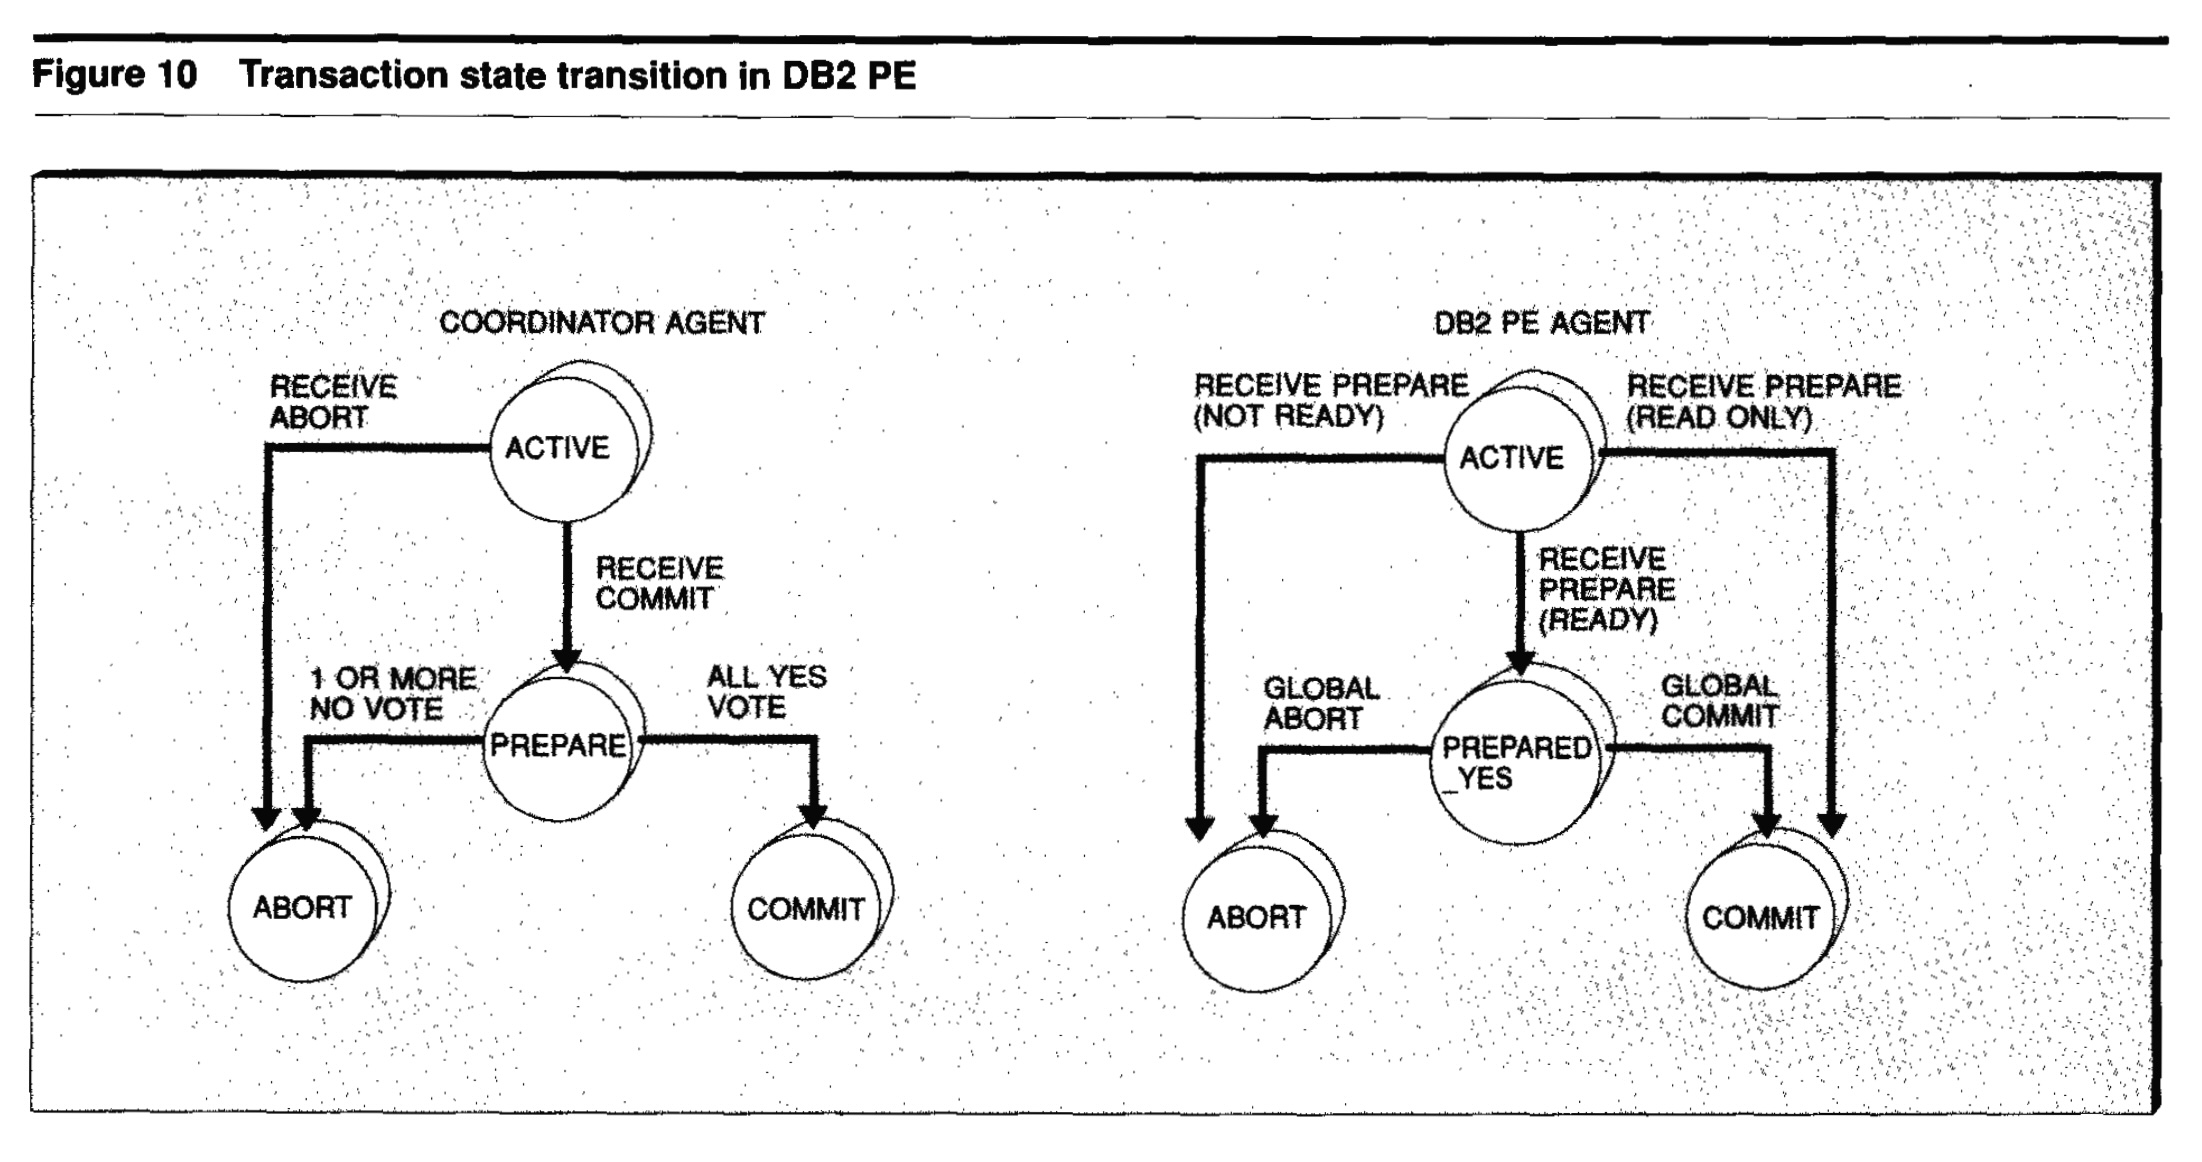 Figure 10 Transaction state transition in DB2 PE
COORDINATOR AGENT
RECEIVE
ABORT
ACTIVE
RECEIVE
COMMIT
1 OR MORE
NO VOTE
ALL YES
VOTE
PREPARE
ABORT
COMMIT
DB2 PE AGENT
RECEIVE PREPARE
(NOT READY)
RECEIVE PREPARE
(READ ONLY)
ACTIVE
RECEIVE
PREPARE
(READY)
GLOBAL
ABORT
GLOBAL
COMMIT
PREPARED
_YES
ABORT
COMMIT